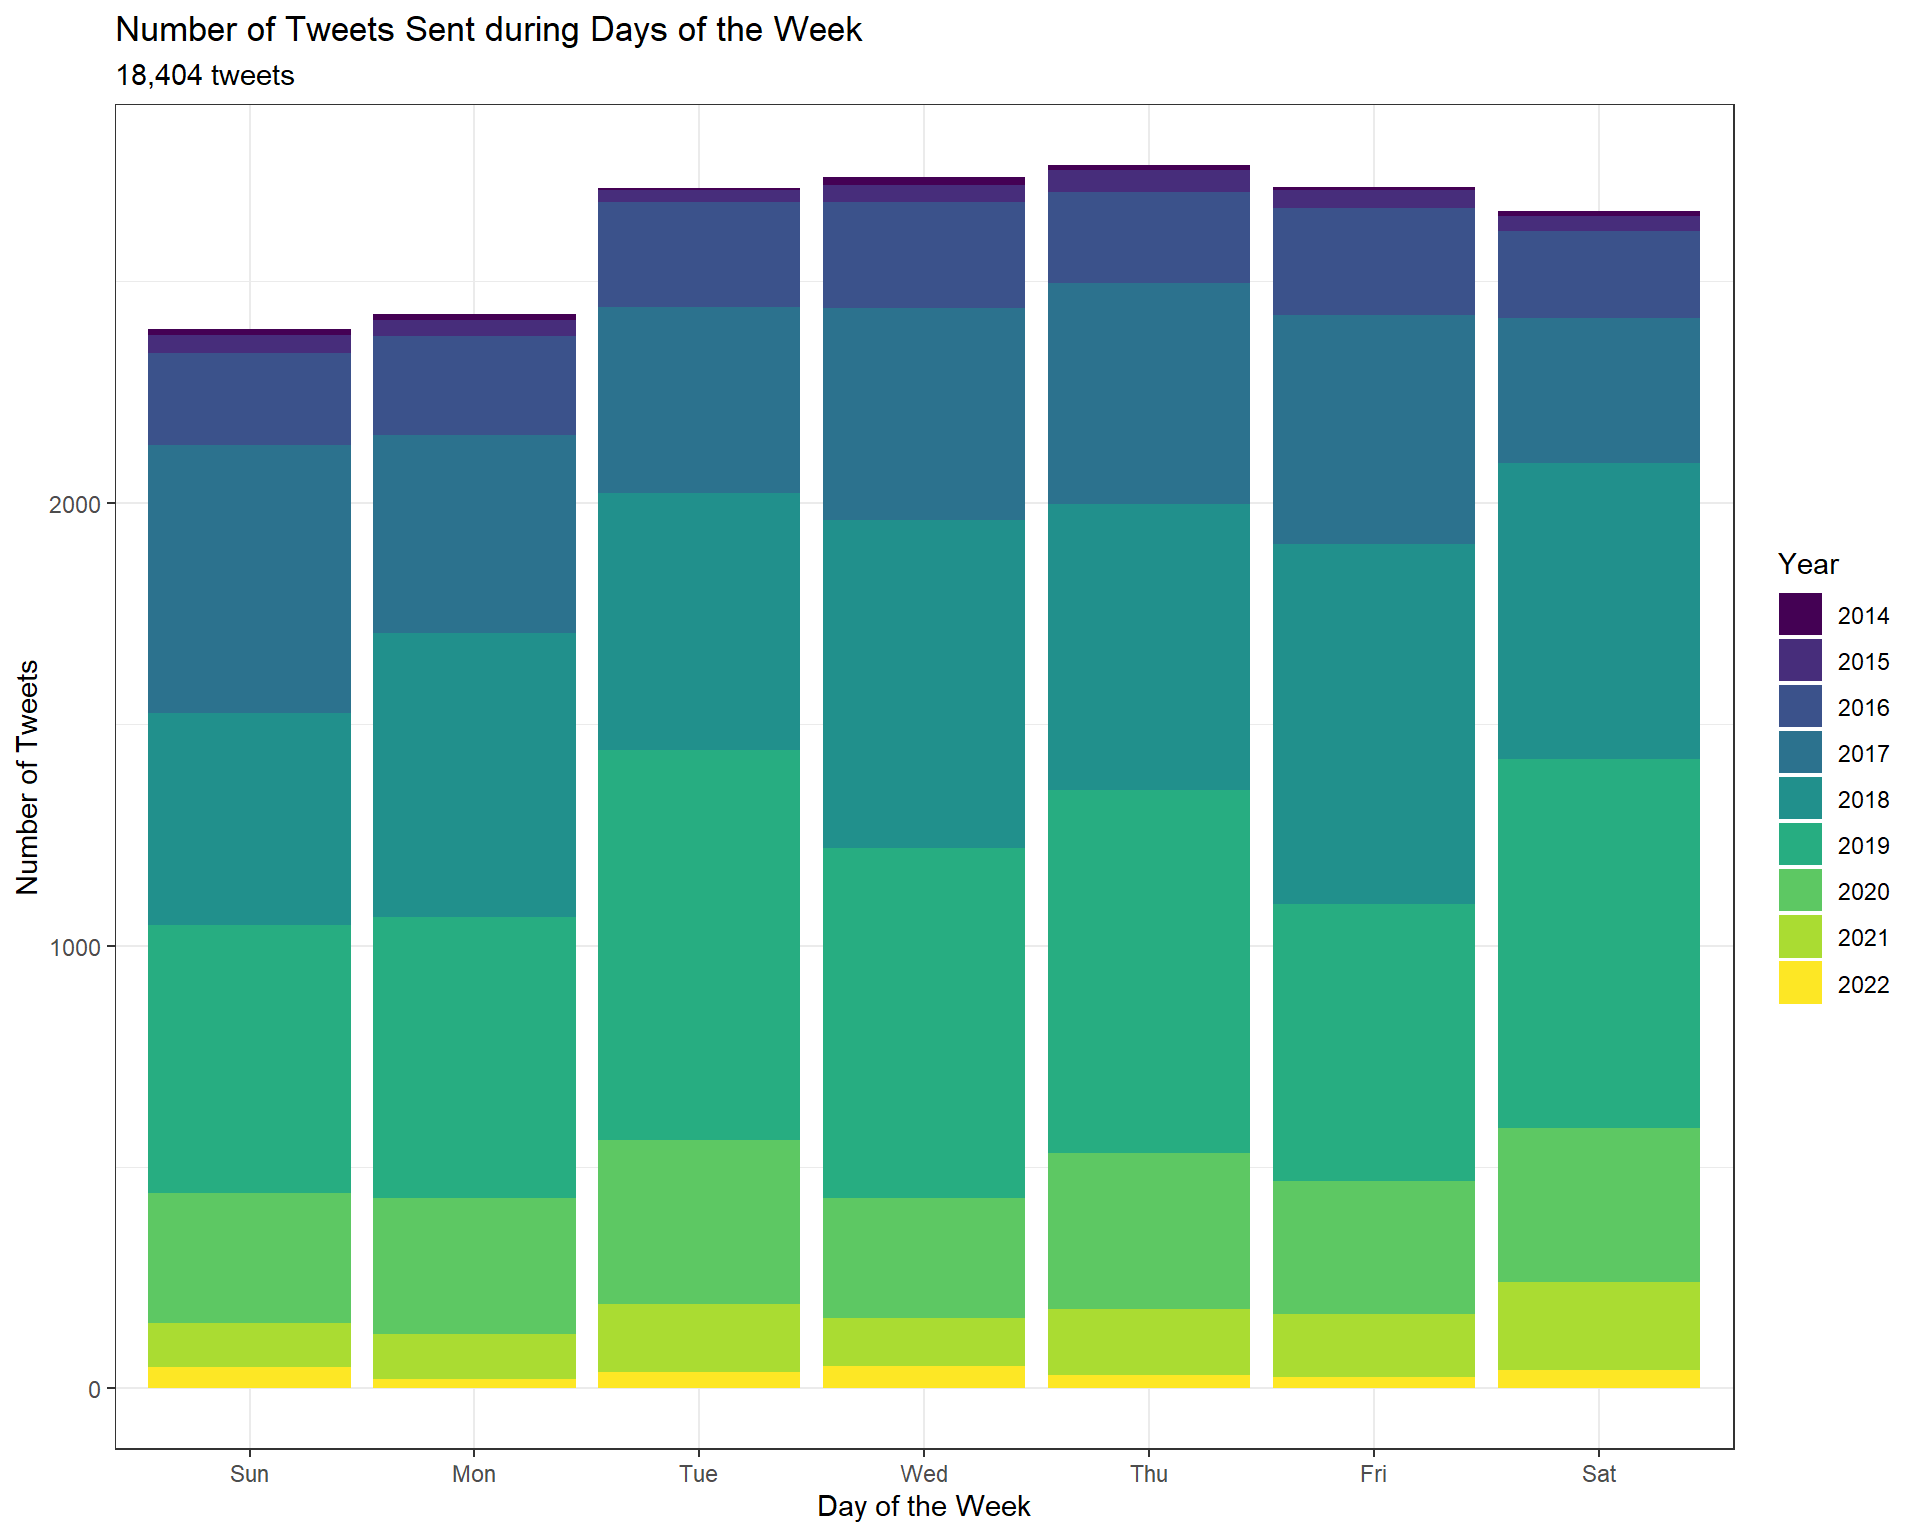 Number of Tweets Sent during Days of the Week
18,404 tweets
Number of Tweets
2000
1000
0
Sun Mon Tue Wed Thu Fri Sat
Day of the Week
Year
2014
2015
2016
2017
2018
2019
2020
2021
2022